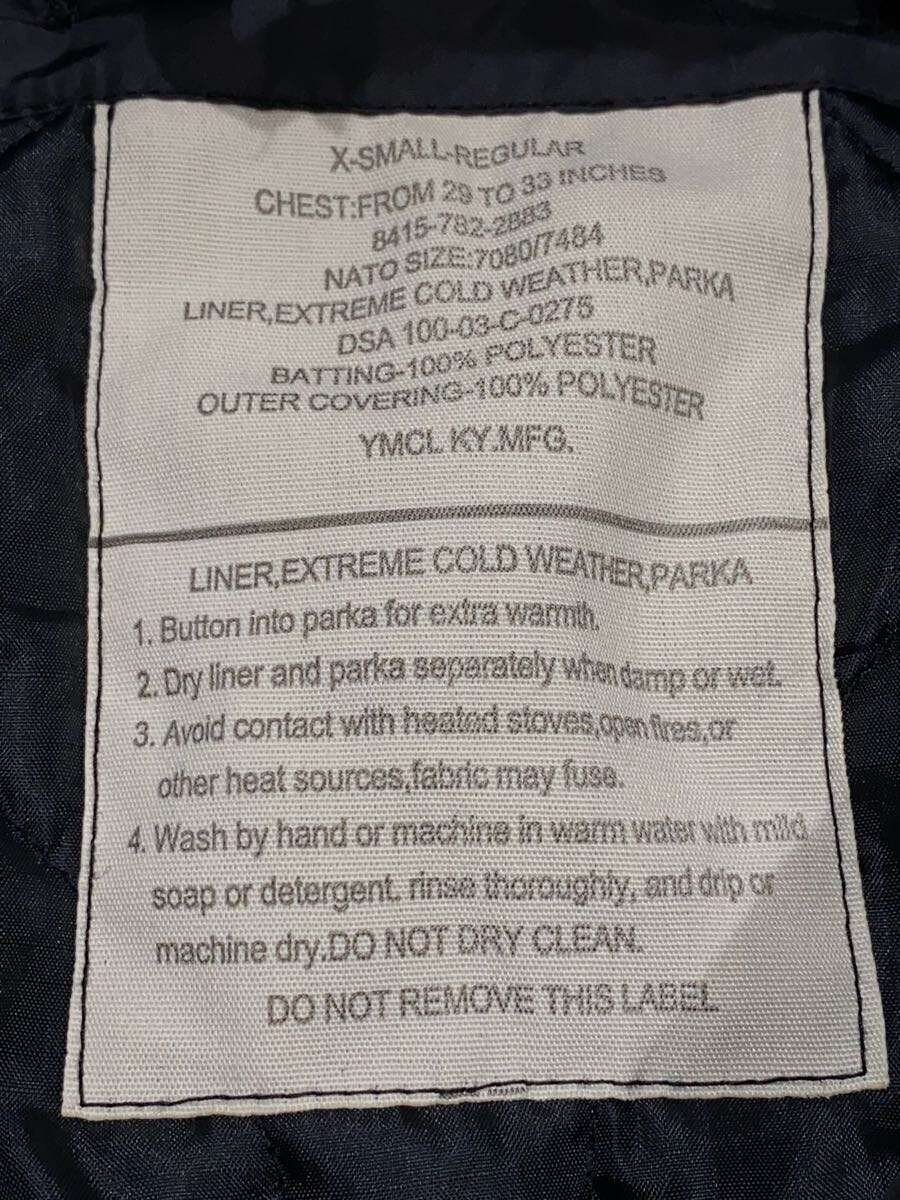 X-SMALL-REGULAR
CHEST:FROM 29 TO 33 INCHES
8415-782-2883
NATO SIZE:7080/7484
LINER,EXTREME COLD WEATHER,PARKA
DSA 100-03-C-0275
BATTING-100% POLYESTER
OUTER COVERING-100% POLYESTER
YMCL KY.MFG.
LINER,EXTREME COLD WEATHER,PARKA
1. Button into parka for extra warmth.
2. Dry liner and parka separately when damp or wet.
3. Avoid contact with heated stoves,open fires,or
other heat sources,fabric may fuse.
4. Wash by hand or machine in warm water with mild
soap or detergent. rinse thoroughly, and drip or
machine dry.DO NOT DRY CLEAN.
DO NOT REMOVE THIS LABEL